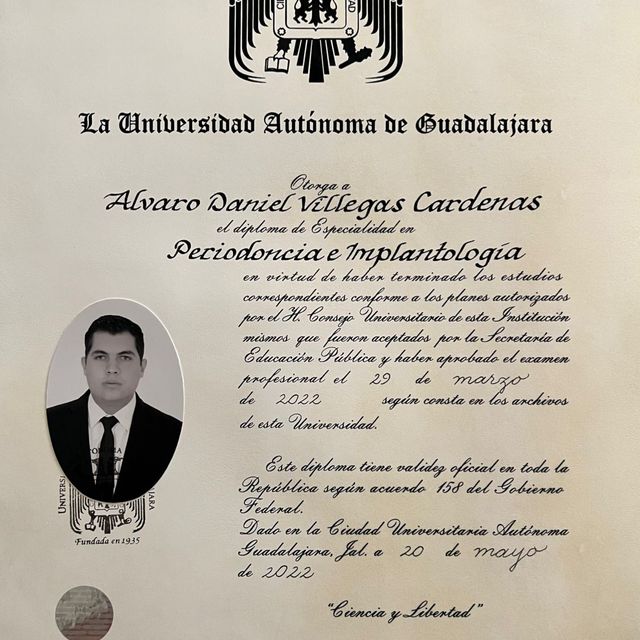 La Universidad Autónoma de Guadalajara
Otorga a
Alvaro Daniel Villegas Cardenas
el diploma de Especialidad en
Periodoncia e Implantología
en virtud de haber terminado los estudios
correspondientes conforme a los planes autorizados
por el H. Consejo Universitario de esta Institución
mismos que fueron aceptados por la Secretaría de
Educación Pública y haber aprobado el examen
profesional el 29 de marzo
de 2022 según consta en los archivos
de esta Universidad.
Este diploma tiene validez oficial en toda la
República según acuerdo 158 del Gobierno
Federal.
Dado en la Ciudad Universitaria Autónoma
Guadalajara, Jal. a 20 de mayo
de 2022
Fundada en 1935
"Ciencia y Libertad"